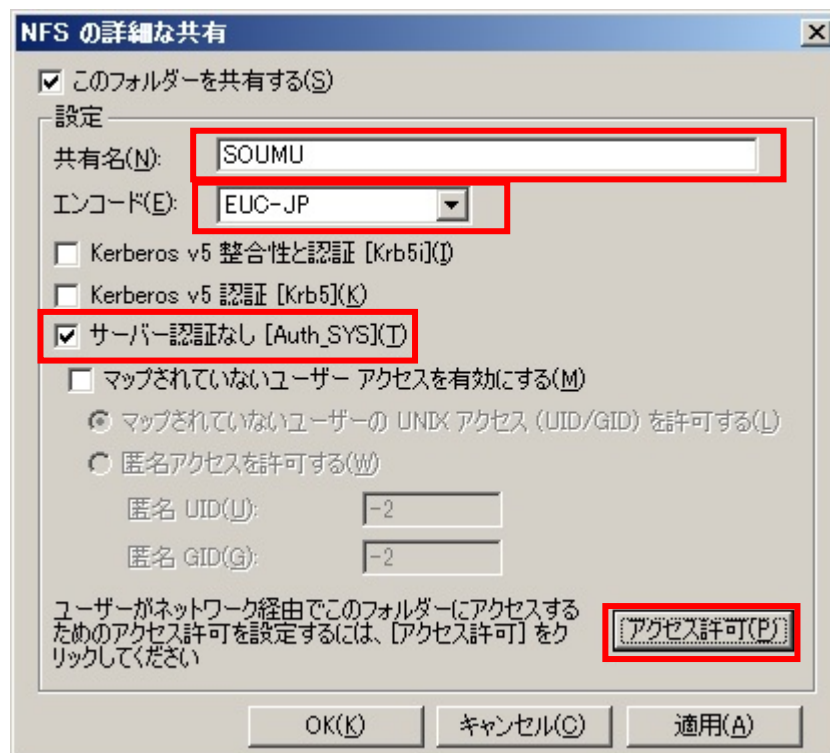 NFS の詳細な共有
このフォルダーを共有する(S)
設定
共有名(N): SOUMU
エンコード(E): EUC-JP
Kerberos v5 整合性と認証 [Krb5i](I)
Kerberos v5 認証 [Krb5](K)
サーバー認証なし [Auth_SYS](T)
マップされていないユーザー アクセスを有効にする(M)
マップされていないユーザーの UNIX アクセス (UID/GID) を許可する(L)
匿名アクセスを許可する(W)
匿名 UID(U): -2
匿名 GID(G): -2
ユーザーがネットワーク経由でこのフォルダーにアクセスする
ためのアクセス許可を設定するには、[アクセス許可] をク
リックしてください
アクセス許可(P)
OK(K) キャンセル(C) 適用(A)